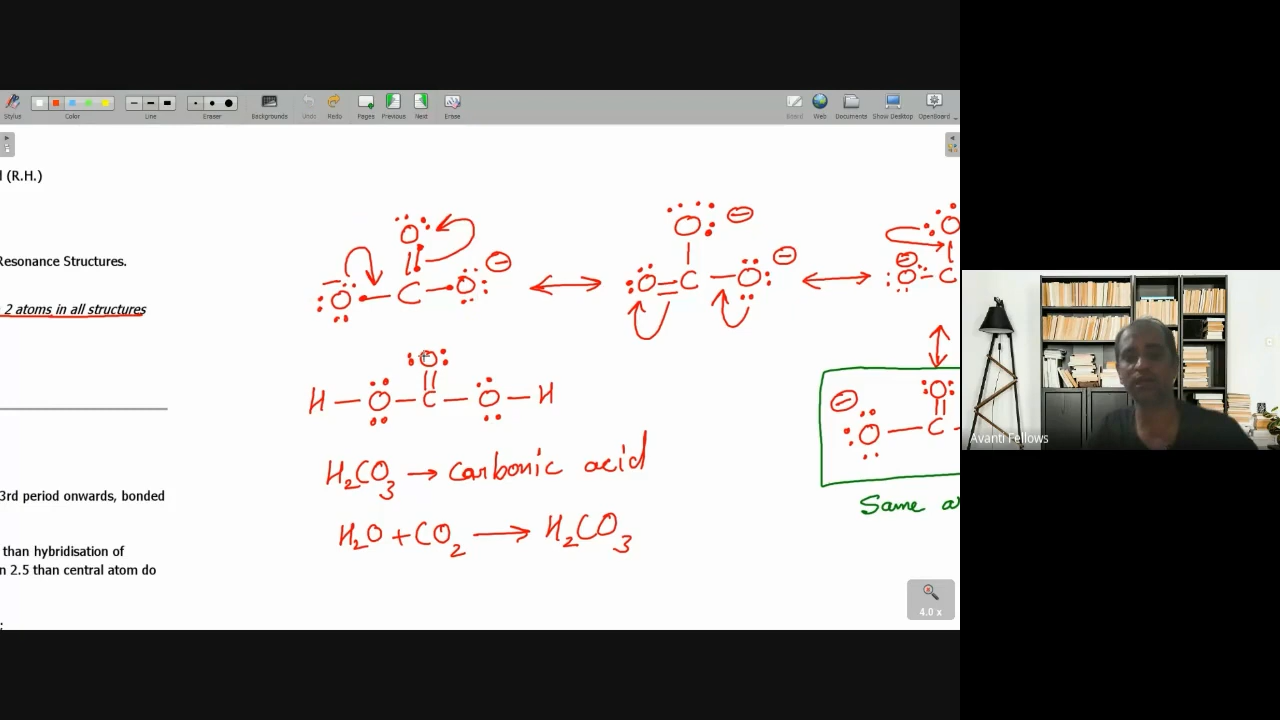 Stylus
Color
Line
Eraser
Backgrounds
Undo
Redo
Pages
Previous
Next
Erase
Board
Web
Documents
Show Desktop
OpenBoard
l (R.H.)
Resonance Structures.
2 atoms in all structures
3rd period onwards, bonded
than hybridisation of
n 2.5 than central atom do
O
O C O ⊖
O ⊖
O = C – O ⊖
O
⊖ O C
O
H – O – C – O – H
H₂CO₃ → carbonic acid
H₂O + CO₂ → H₂CO₃
⊖ O
O – C –
Same a
4.0 x
Avanti Fellows